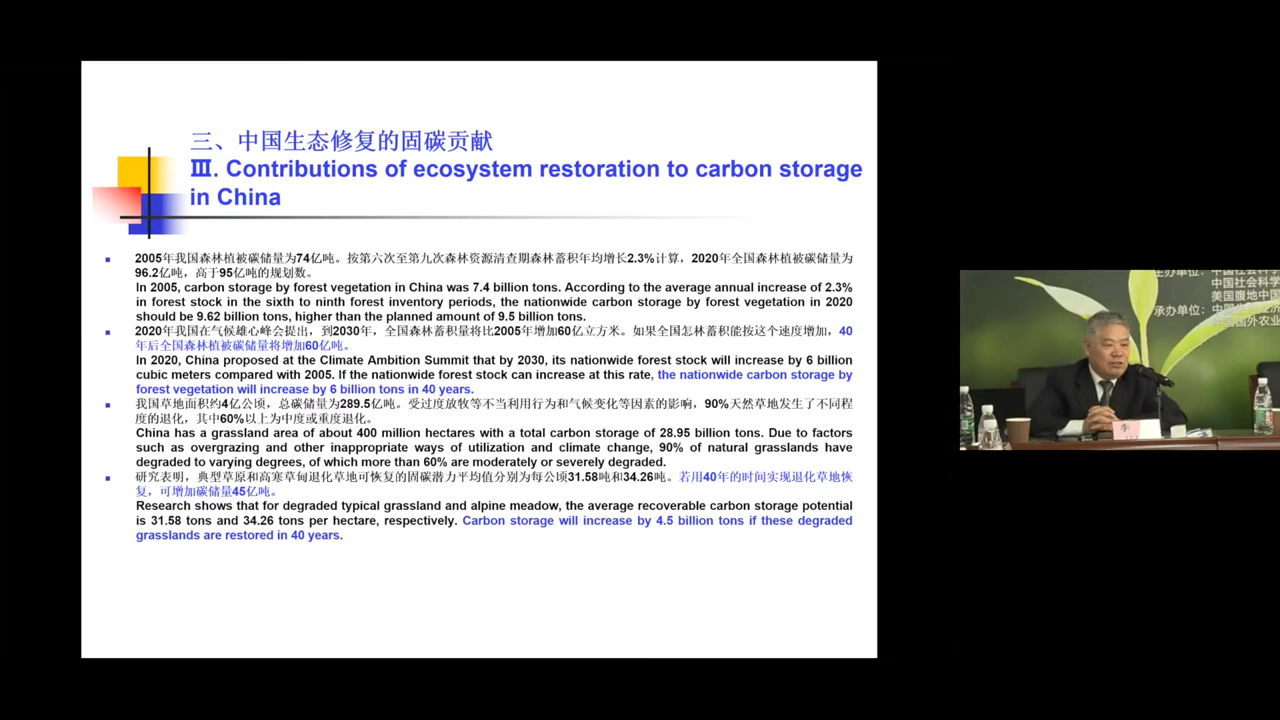 三、中国生态修复的固碳贡献
Ⅲ. Contributions of ecosystem restoration to carbon storage
in China
2005年我国森林植被碳储量为74亿吨。按第六次至第九次森林资源清查期森林蓄积年均增长2.3%计算，2020年全国森林植被碳储量为
96.2亿吨，高于95亿吨的规划数。
In 2005, carbon storage by forest vegetation in China was 7.4 billion tons. According to the average annual increase of 2.3%
in forest stock in the sixth to ninth forest inventory periods, the nationwide carbon storage by forest vegetation in 2020
should be 9.62 billion tons, higher than the planned amount of 9.5 billion tons.
2020年我国在气候雄心峰会提出，到2030年，全国森林蓄积量将比2005年增加60亿立方米。如果全国怎林蓄积能按这个速度增加，40
年后全国森林植被碳储量将增加60亿吨。
In 2020, China proposed at the Climate Ambition Summit that by 2030, its nationwide forest stock will increase by 6 billion
cubic meters compared with 2005. If the nationwide forest stock can increase at this rate, the nationwide carbon storage by
forest vegetation will increase by 6 billion tons in 40 years.
我国草地面积约4亿公顷，总碳储量为289.5亿吨。受过度放牧等不当利用行为和气候变化等因素的影响，90%天然草地发生了不同程
度的退化，其中60%以上为中度或重度退化。
China has a grassland area of about 400 million hectares with a total carbon storage of 28.95 billion tons. Due to factors
such as overgrazing and other inappropriate ways of utilization and climate change, 90% of natural grasslands have
degraded to varying degrees, of which more than 60% are moderately or severely degraded.
研究表明，典型草原和高寒草甸退化草地可恢复的固碳潜力平均值分别为每公顷31.58吨和34.26吨。若用40年的时间实现退化草地恢
复，可增加碳储量45亿吨。
Research shows that for degraded typical grassland and alpine meadow, the average recoverable carbon storage potential
is 31.58 tons and 34.26 tons per hectare, respectively. Carbon storage will increase by 4.5 billion tons if these degraded
grasslands are restored in 40 years.
主办单位：中国社会科学
中国社会科学
美国腹地中国
承办单位：中国
国外农业
李